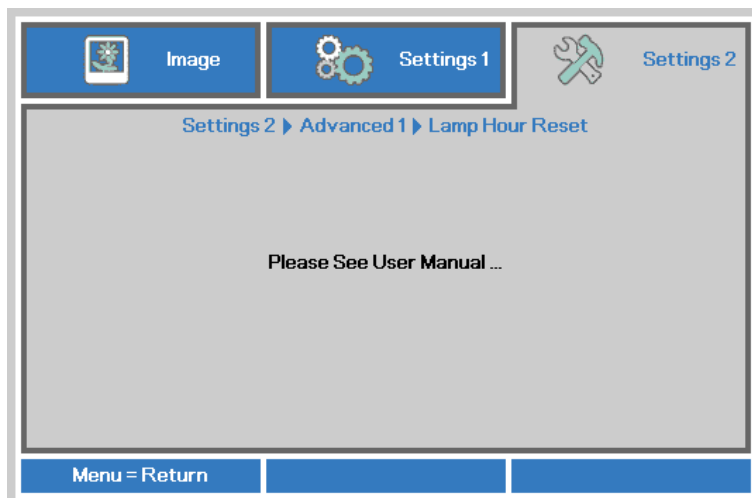 Image
Settings 1
Settings 2
Settings 2 ▶ Advanced 1 ▶ Lamp Hour Reset
Please See User Manual ...
Menu = Return